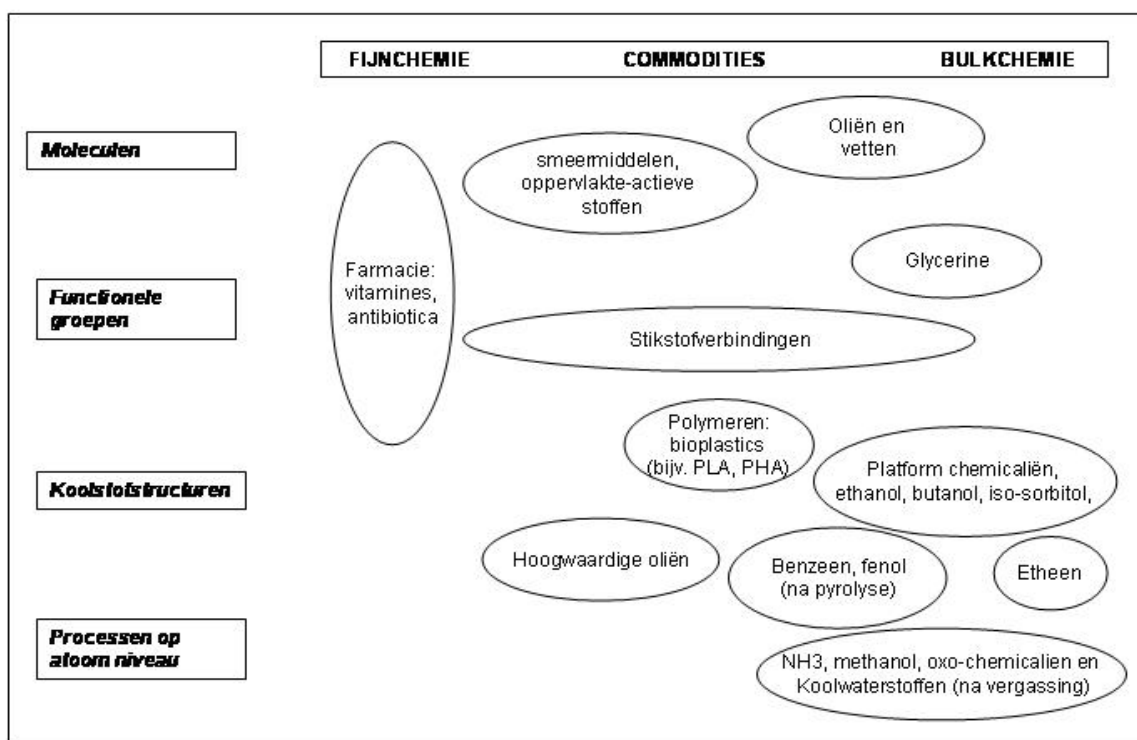 FIJNCHEMIE COMMODITIES BULKCHEMIE
Moleculen
Oliën en
vetten
smeermiddelen,
oppervlakte-actieve
stoffen
Farmacie:
vitamines,
antibiotica
Glycerine
Functionele
groepen
Stikstofverbindingen
Polymeren:
bioplastics
(bijv. PLA, PHA)
Platform chemicaliën,
ethanol, butanol, iso-sorbitol,
Koolstofstructuren
Hoogwaardige oliën
Benzeen, fenol
(na pyrolyse)
Etheen
Processen op
atoom niveau
NH3, methanol, oxo-chemicalien en
Koolwaterstoffen (na vergassing)